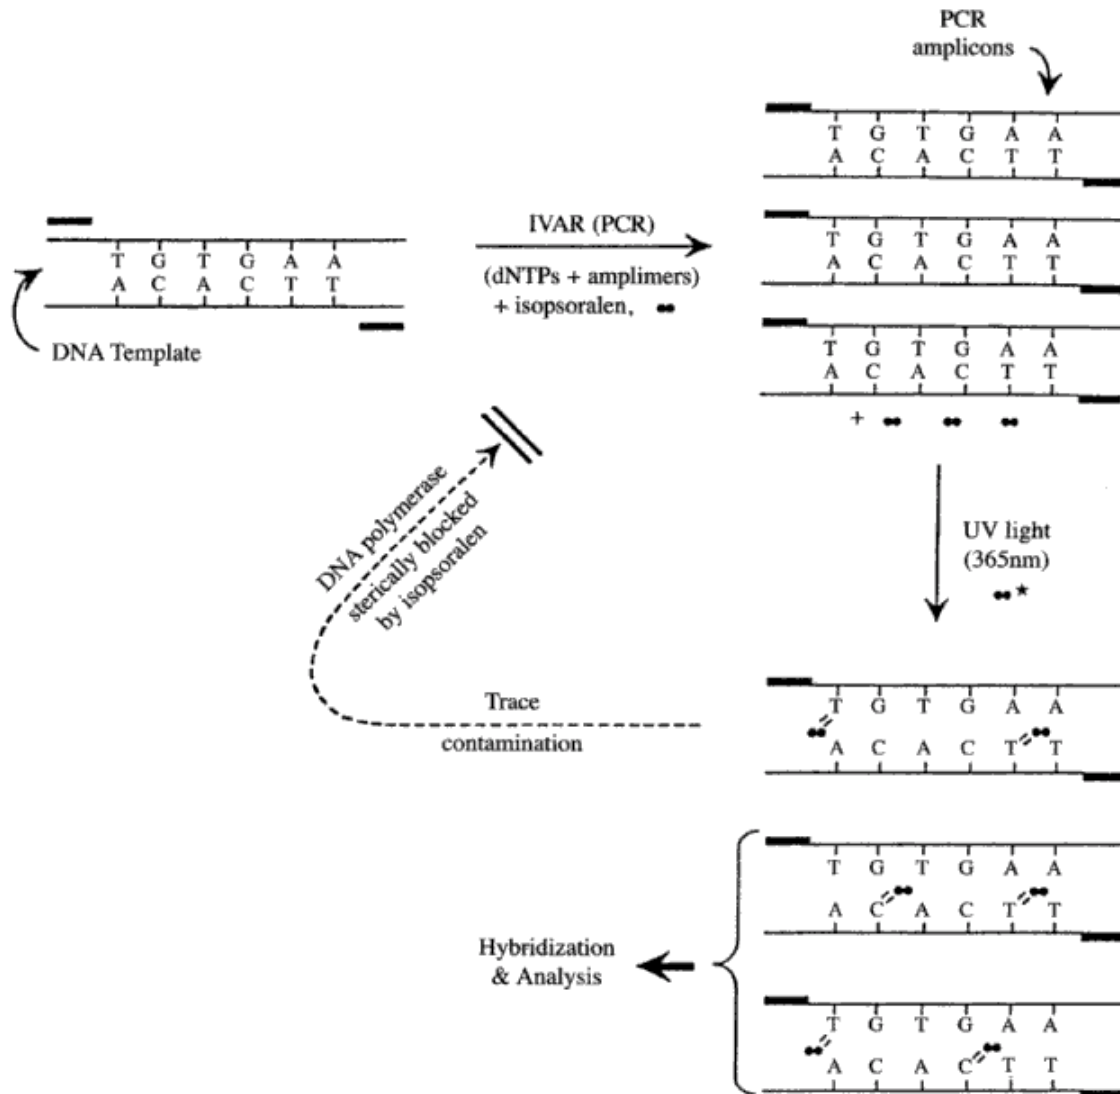 PCR
amplicons
T G T G A A
A C A C T T
T G T G A A
A C A C T T
T G T G A A
A C A C T T
+
T G T G A A
A C A C T T
DNA Template
IVAR (PCR)
(dNTPs + amplimers)
+ isopsoralen,
UV light
(365nm)
DNA polymerase
sterically blocked
by isopsoralen
Trace
contamination
T G T G A A
A C A C T T
T G T G A A
A C A C T T
T G T G A A
A C A C T T
Hybridization
& Analysis